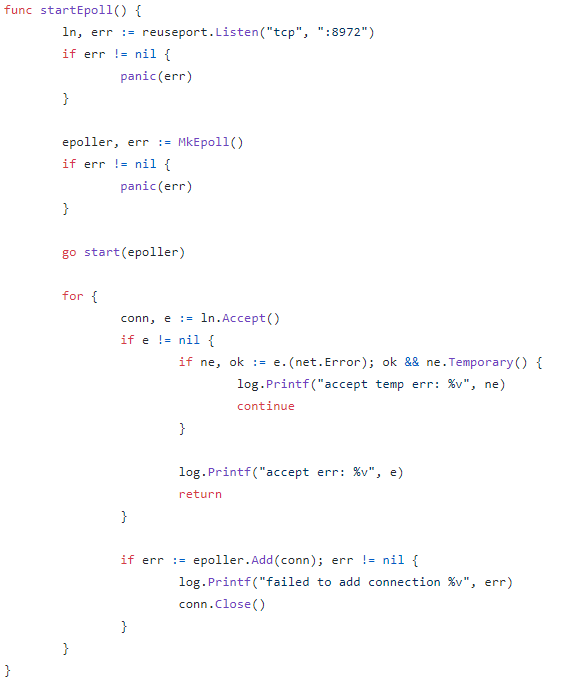 func startEpoll() {
        ln, err := reuseport.Listen("tcp", ":8972")
        if err != nil {
                panic(err)
        }

        epoller, err := MkEpoll()
        if err != nil {
                panic(err)
        }

        go start(epoller)

        for {
                conn, e := ln.Accept()
                if e != nil {
                        if ne, ok := e.(net.Error); ok && ne.Temporary() {
                                log.Printf("accept temp err: %v", ne)
                                continue
                        }

                        log.Printf("accept err: %v", e)
                        return
                }

                if err := epoller.Add(conn); err != nil {
                        log.Printf("failed to add connection %v", err)
                        conn.Close()
                }
        }
}